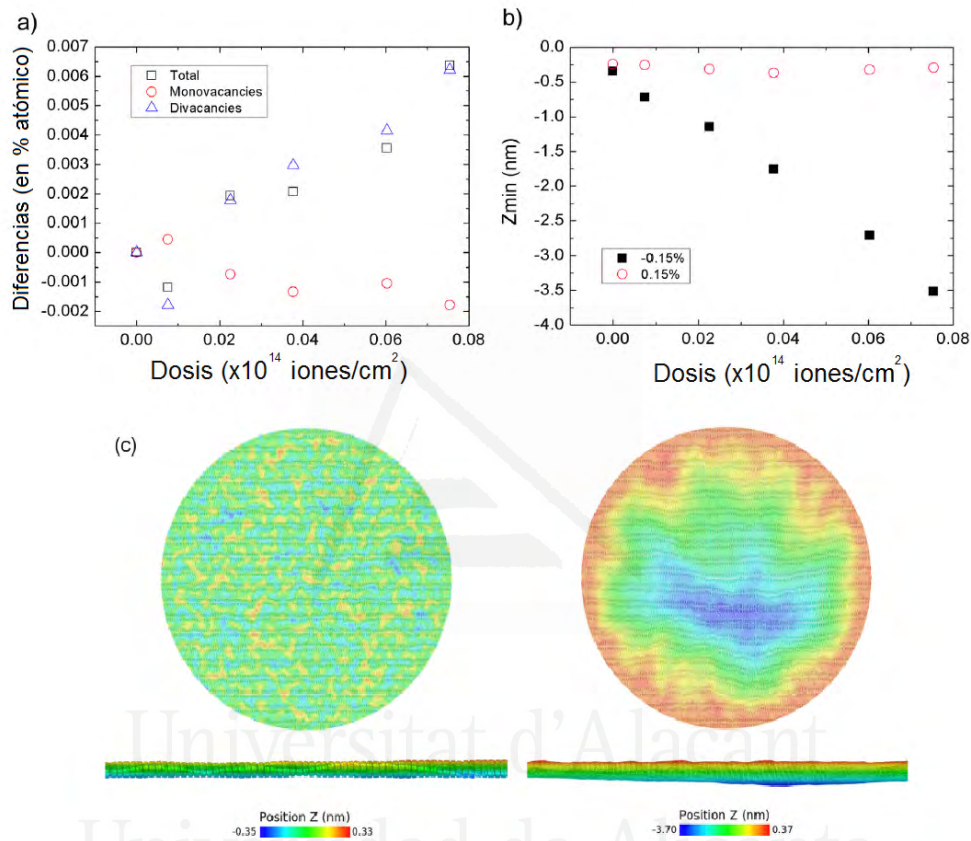 a)
0.007
0.006
0.005
0.004
0.003
0.002
0.001
0.000
-0.001
-0.002
Diferencias (en % atómico)
Total
Monovacancies
Divacancies
0.00
0.02
0.04
0.06
0.08
Dosis (x10^14 iones/cm^2)
b)
0.0
-0.5
-1.0
-1.5
-2.0
-2.5
-3.0
-3.5
-4.0
Zmin (nm)
-0.15%
0.15%
0.00
0.02
0.04
0.06
0.08
Dosis (x10^14 iones/cm^2)
(c)
Universitat d'Alacant
Position Z (nm)
-0.35
0.33
Position Z (nm)
-3.70
0.37
Universidad de Alicante